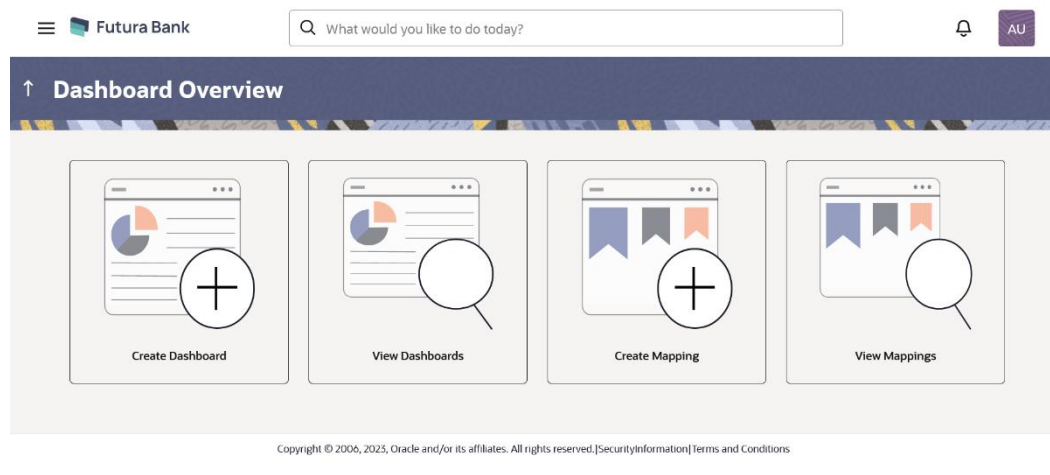 Futura Bank
What would you like to do today?
AU
Dashboard Overview
Create Dashboard
View Dashboards
Create Mapping
View Mappings
Copyright © 2006, 2023, Oracle and/or its affiliates. All rights reserved.|SecurityInformation|Terms and Conditions